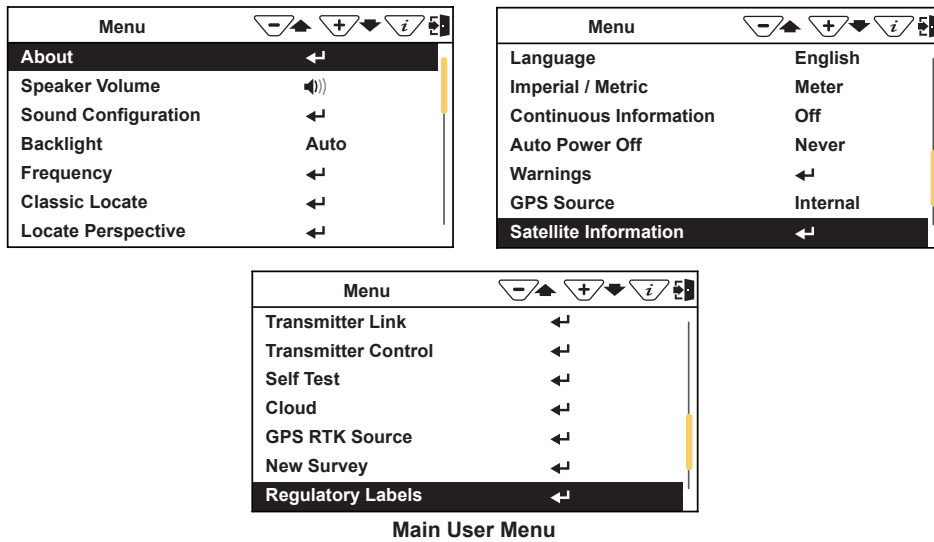 Menu - + i
About
Speaker Volume
Sound Configuration
Backlight Auto
Frequency
Classic Locate
Locate Perspective
Menu - + i
Language English
Imperial / Metric Meter
Continuous Information Off
Auto Power Off Never
Warnings
GPS Source Internal
Satellite Information
Menu - + i
Transmitter Link
Transmitter Control
Self Test
Cloud
GPS RTK Source
New Survey
Regulatory Labels
Main User Menu